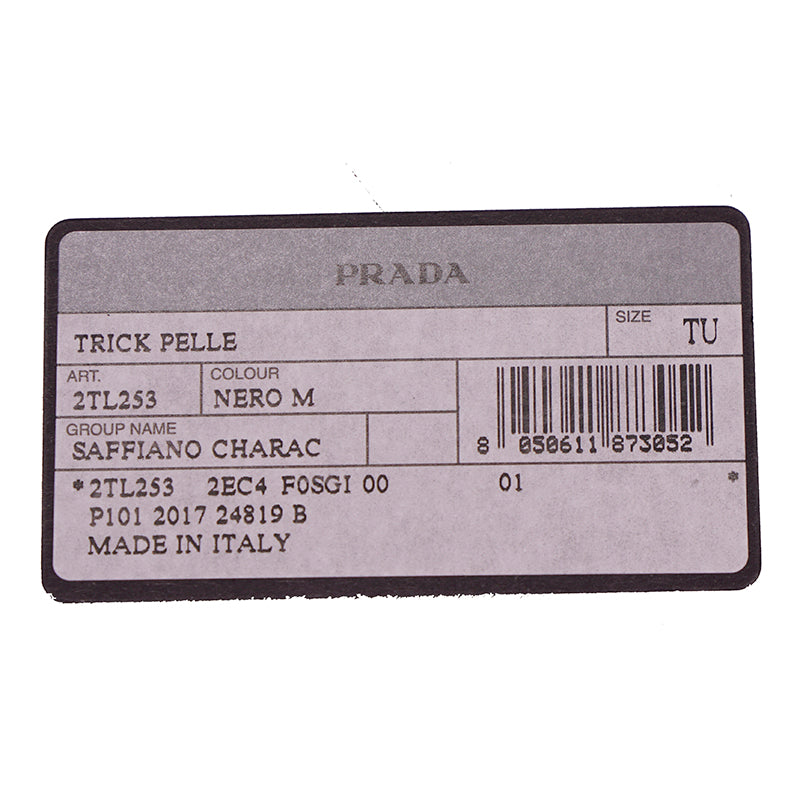 PRADA
TRICK PELLE
SIZE TU
ART. 2TL253
COLOUR NERO M
GROUP NAME
SAFFIANO CHARAC
8 050611 873052
*2TL253 2EC4 F0SGI 00 01 *
P101 2017 24819 B
MADE IN ITALY